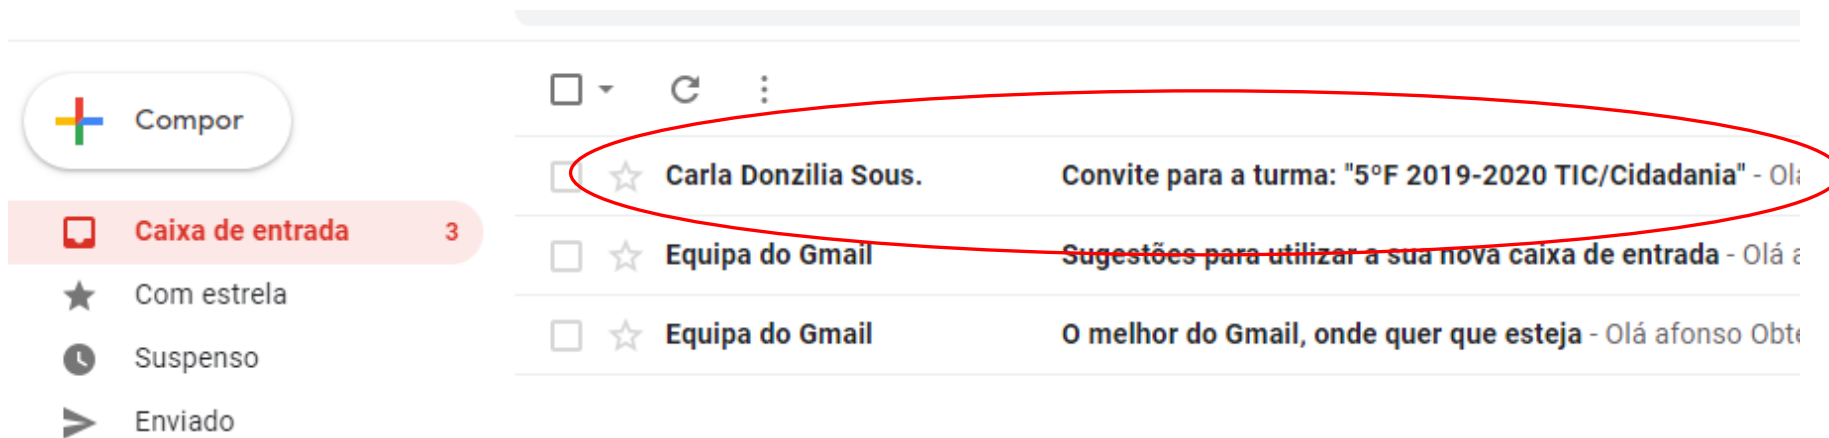 Compor
Caixa de entrada 3
Com estrela
Suspenso
Enviado
Carla Donzilia Sous. Convite para a turma: "5ºF 2019-2020 TIC/Cidadania" - Olá
Equipa do Gmail Sugestões para utilizar a sua nova caixa de entrada - Olá a
Equipa do Gmail O melhor do Gmail, onde quer que esteja - Olá afonso Obte